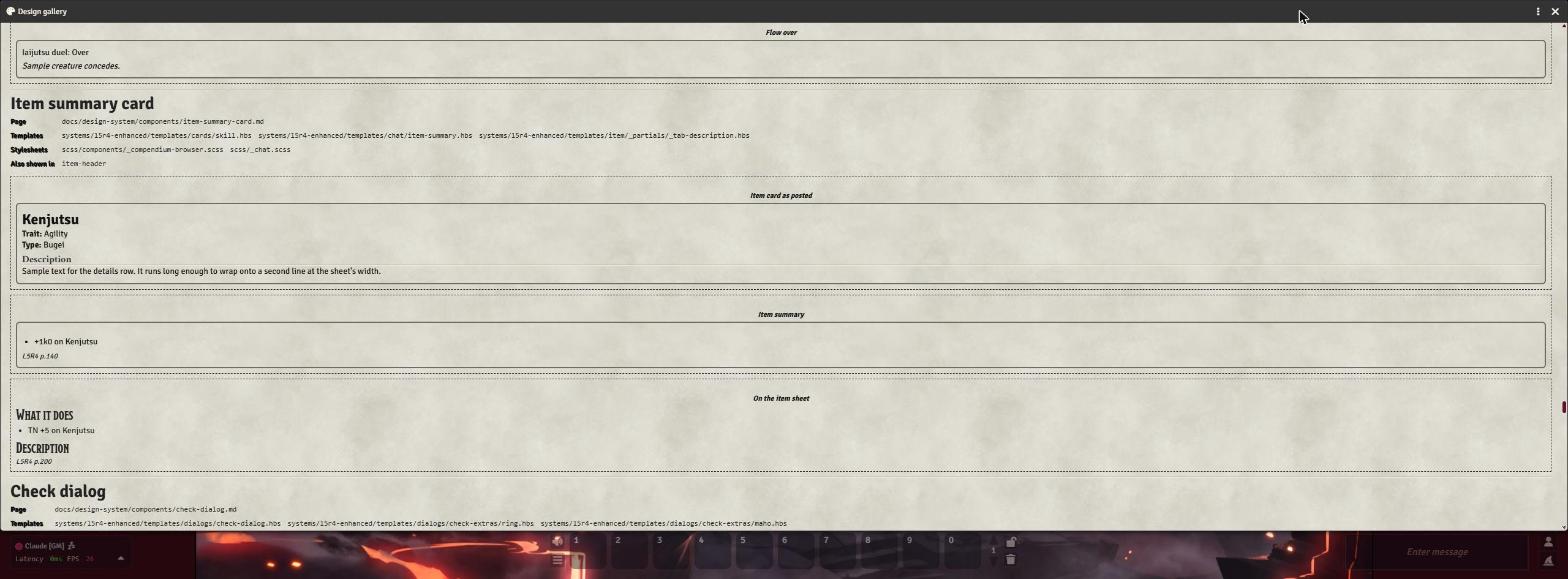 Design gallery
Flow over
Iaijutsu duel: Over
Sample creature concedes.
Item summary card
Page docs/design-system/components/item-summary-card.md
Templates systems/l5r4-enhanced/templates/cards/skill.hbs systems/l5r4-enhanced/templates/chat/item-summary.hbs systems/l5r4-enhanced/templates/item/_partials/_tab-description.hbs
Stylesheets scss/components/_compendium-browser.scss scss/_chat.scss
Also shown in item-header
Item card as posted
Kenjutsu
Trait: Agility
Type: Bugei
Description
Sample text for the details row. It runs long enough to wrap onto a second line at the sheet's width.
Item summary
• +1k0 on Kenjutsu
L5R4 p.140
On the item sheet
What it does
• TN +5 on Kenjutsu
Description
L5R4 p.200
Check dialog
Page docs/design-system/components/check-dialog.md
Templates systems/l5r4-enhanced/templates/dialogs/check-dialog.hbs systems/l5r4-enhanced/templates/dialogs/check-extras/ring.hbs systems/l5r4-enhanced/templates/dialogs/check-extras/maho.hbs
Claude [GM]
Latency 0ms FPS 26
1 2 3 4 5 6 7 8 9 0
1
Enter message